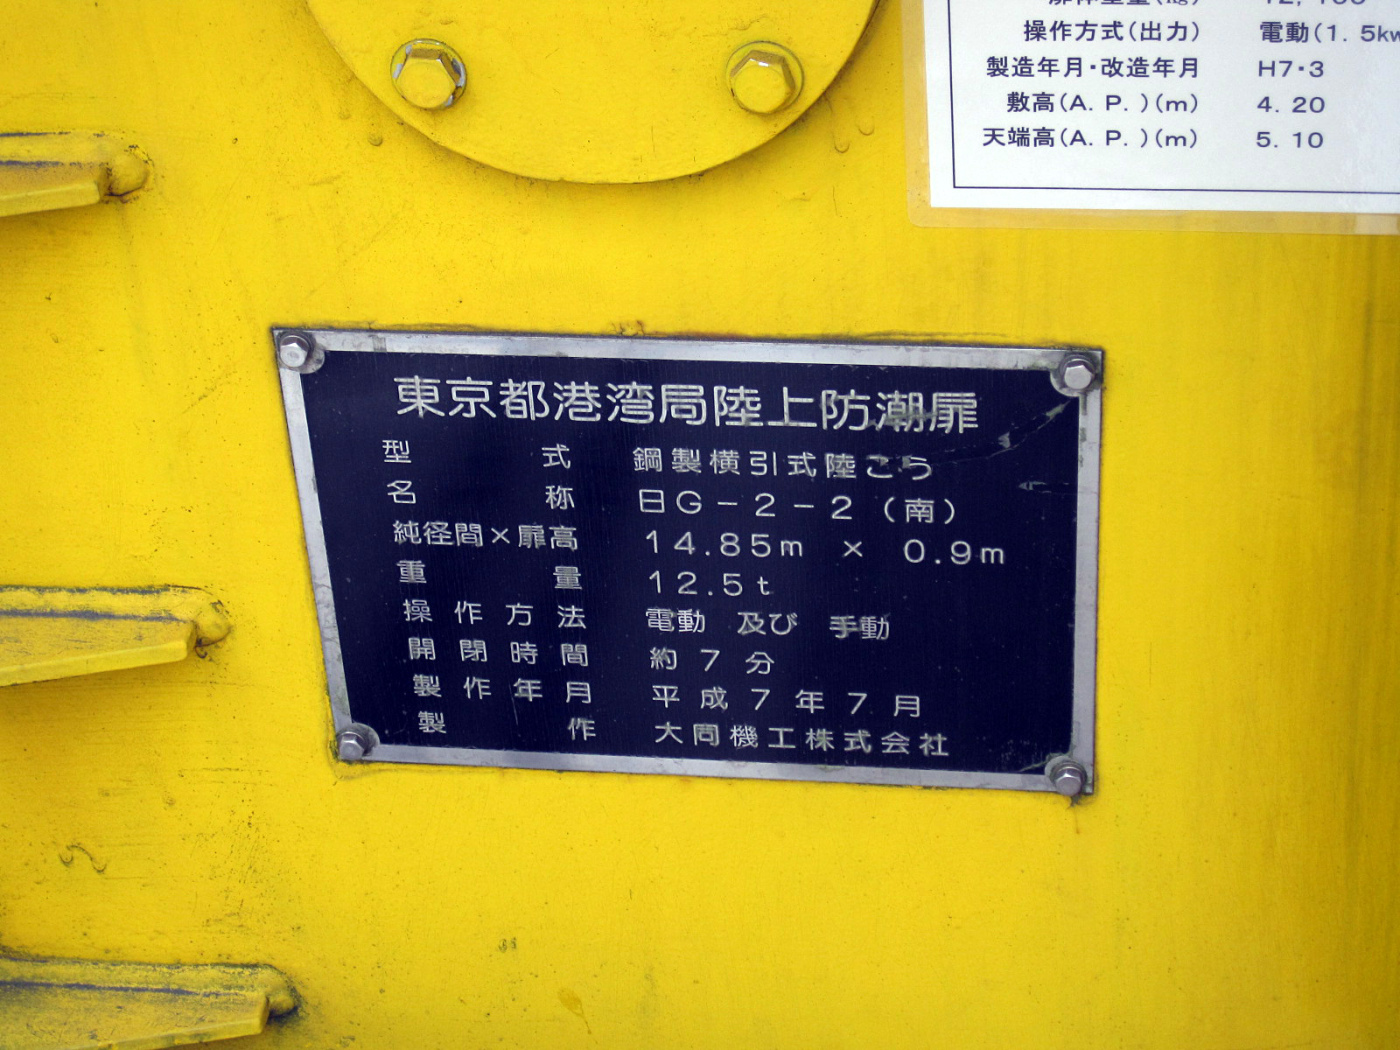 操作方式(出力) 電動(1. 5kw
製造年月・改造年月 H7・3
敷高(A. P. )(m) 4. 20
天端高(A. P. )(m) 5. 10
東京都港湾局陸上防潮扉
型式 鋼製横引式陸こう
名称 日G－2－2（南）
純径間×扉高 14.85m × 0.9m
重量 12.5t
操作方法 電動 及び 手動
開閉時間 約7分
製作年月 平成7年7月
製作 大同機工株式会社